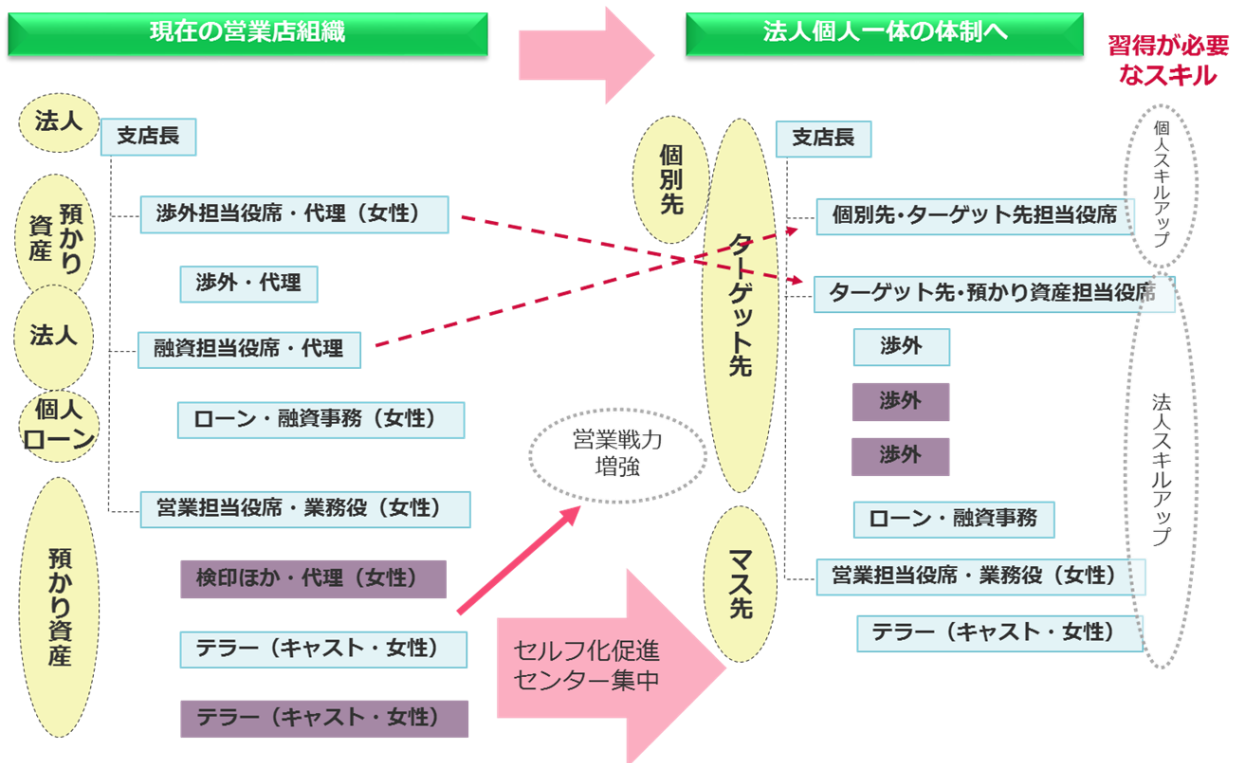 現在の営業店組織
法人個人一体の体制へ
習得が必要
なスキル
法人
支店長
預かり
資産
渉外担当役席・代理（女性）
渉外・代理
法人
融資担当役席・代理
個人
ローン
ローン・融資事務（女性）
営業担当役席・業務役（女性）
預かり資産
検印ほか・代理（女性）
テラー（キャスト・女性）
テラー（キャスト・女性）
営業戦力
増強
セルフ化促進
センター集中
個別先
ターゲット先
マス先
支店長
個別先・ターゲット先担当役席
ターゲット先・預かり資産担当役席
渉外
渉外
渉外
ローン・融資事務
営業担当役席・業務役（女性）
テラー（キャスト・女性）
個人スキルアップ
法人スキルアップ